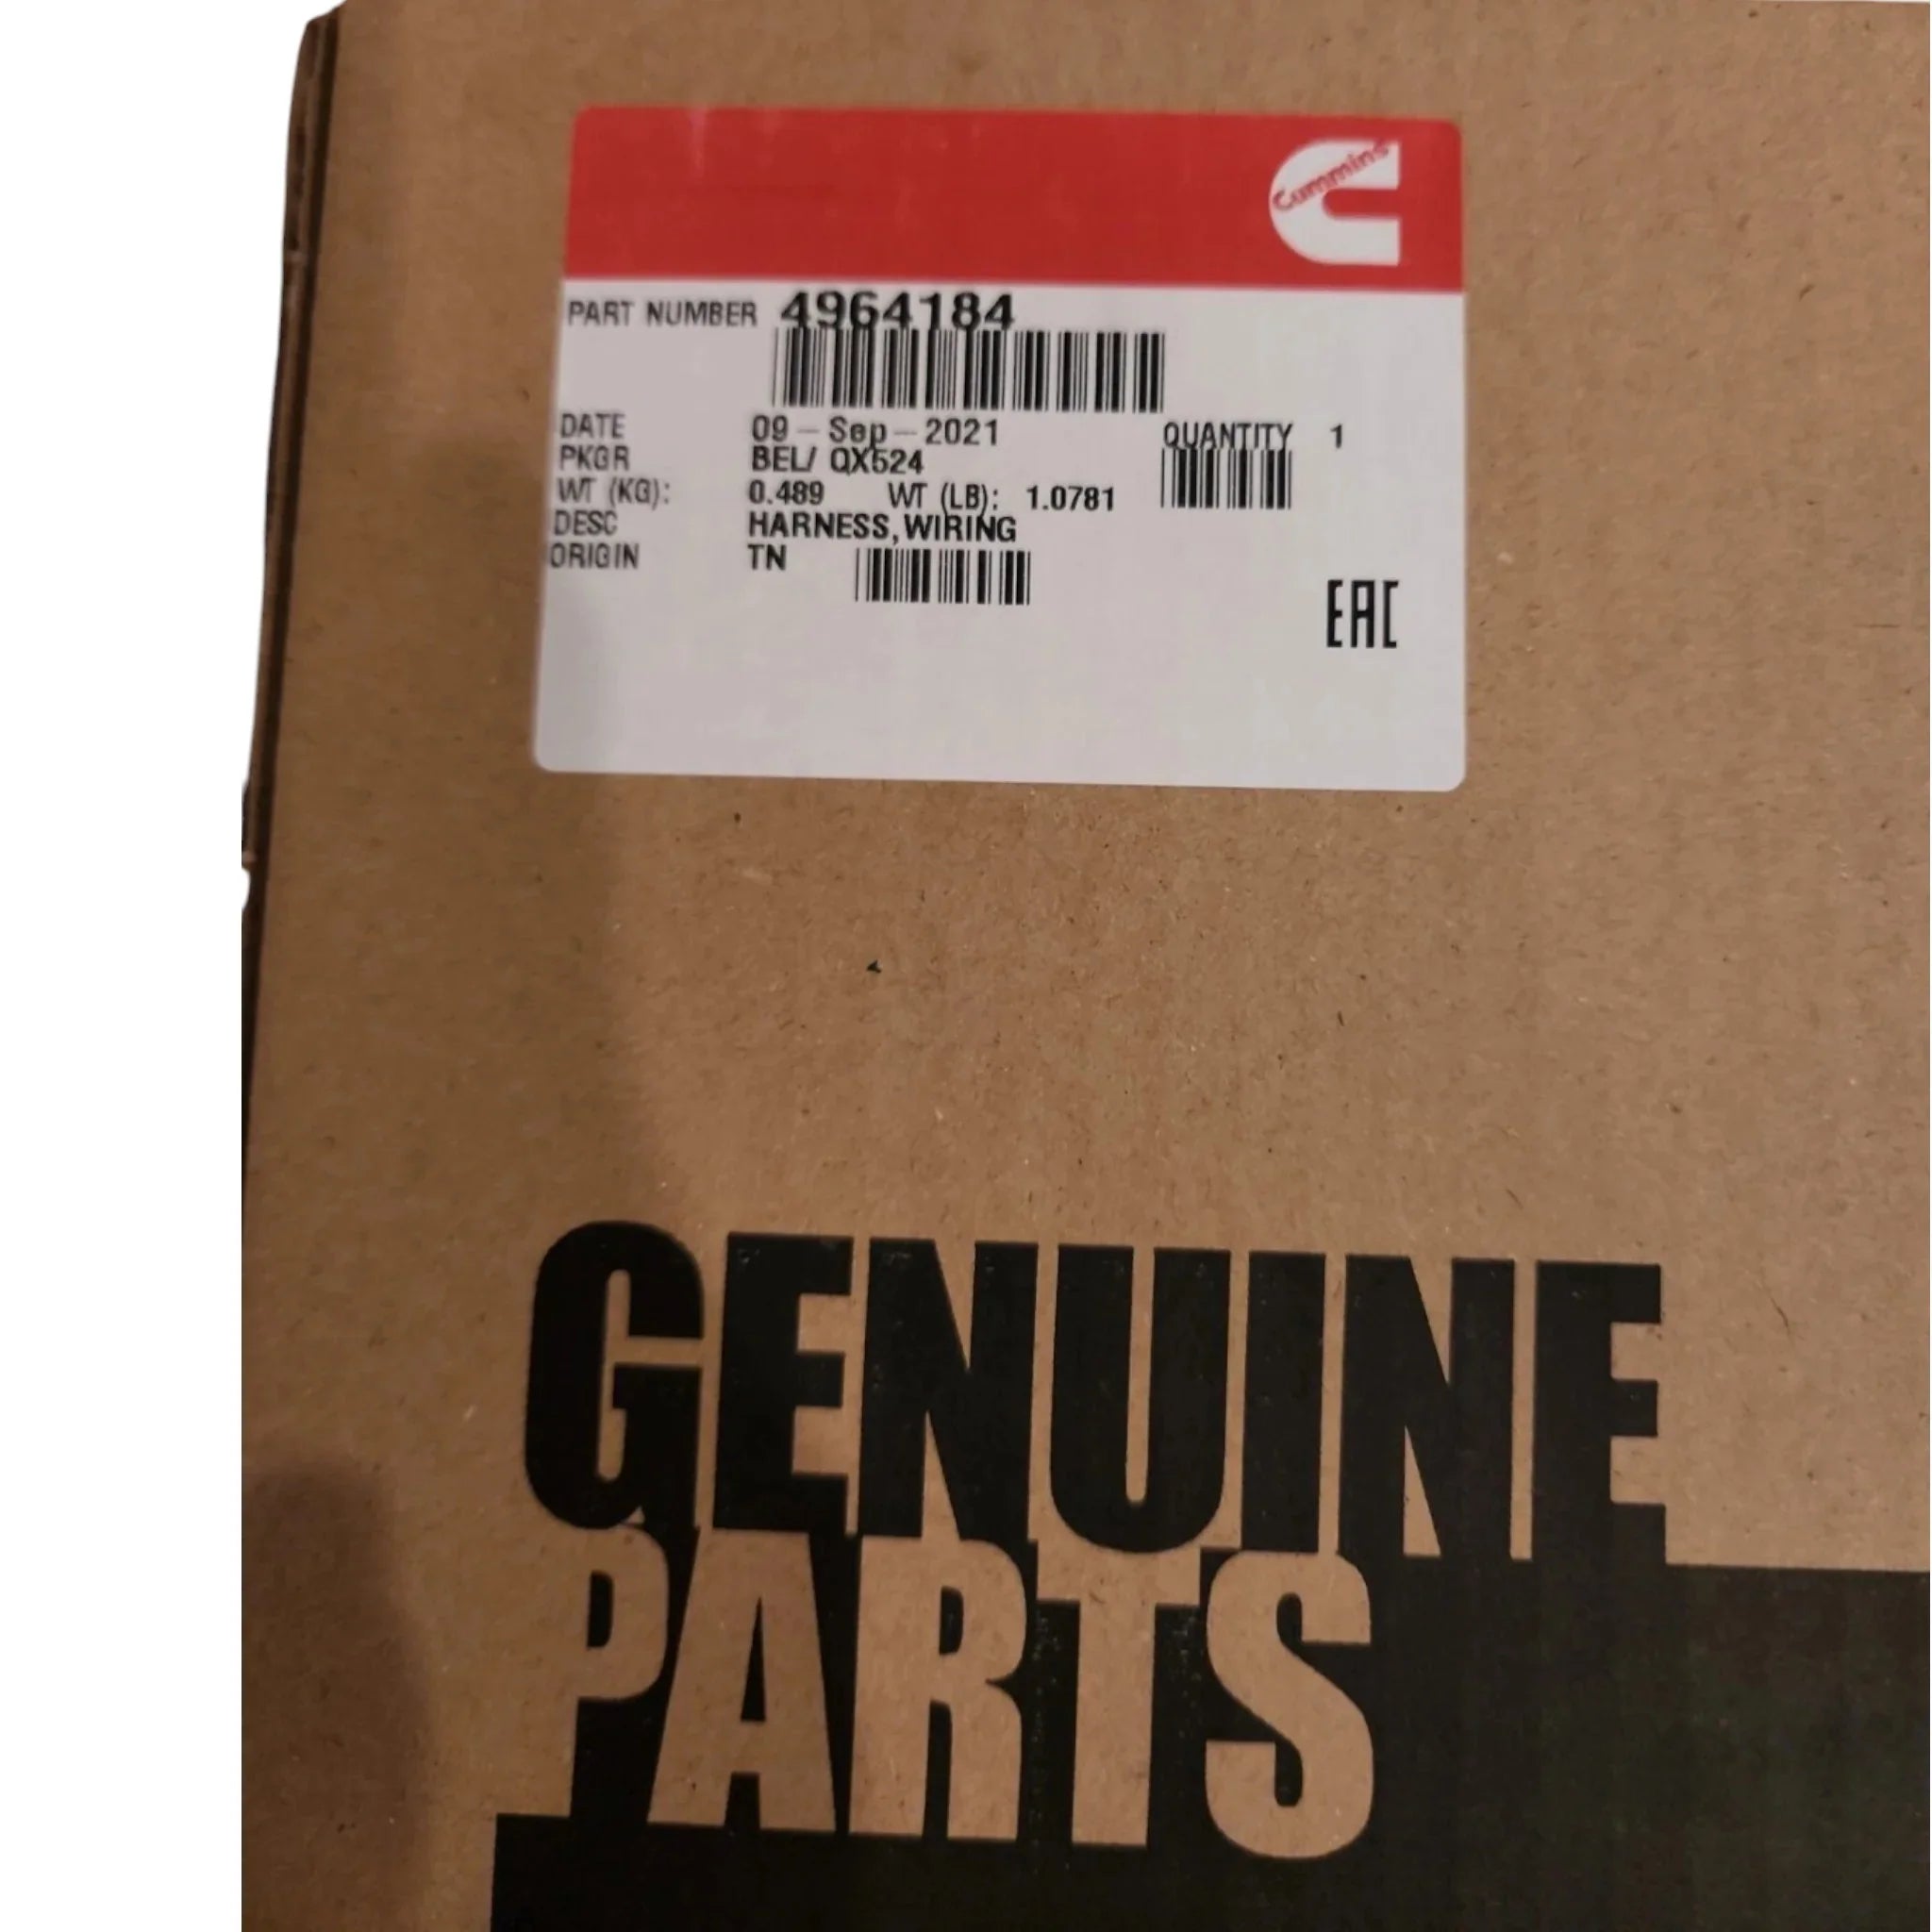 Cummins
PART NUMBER 4964184
DATE 09-Sep-2021 QUANTITY 1
PKGR BEL/ QX524
WT (KG): 0.489 WT (LB): 1.0781
DESC HARNESS,WIRING
ORIGIN TN
EAC
GENUINE
PARTS